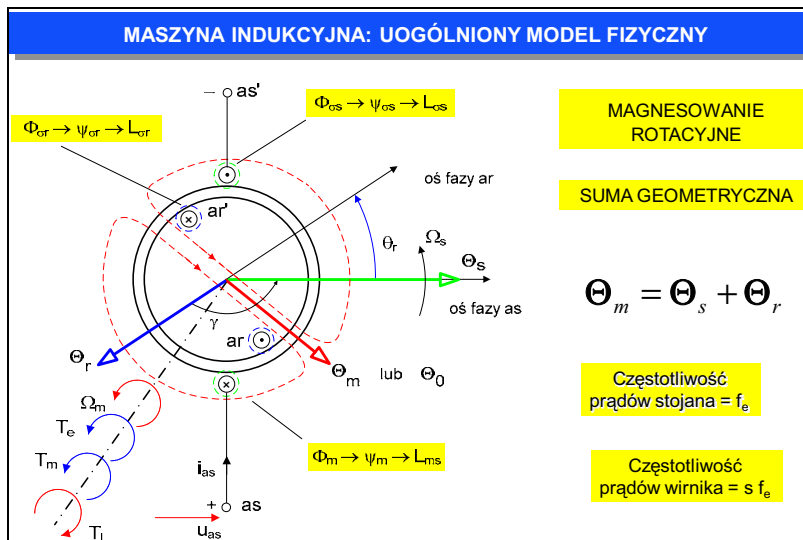 MASZYNA INDUKCYJNA: UOGÓLNIONY MODEL FIZYCZNY
as'
Φσs → ψσs → Lσs
Φσr → ψσr → Lσr
ar'
oś fazy ar
θr
Ωs
Θs
oś fazy as
γ
Θr
ar
Θm lub Θ0
Ωm
Te
Tm
TL
Φm → ψm → Lms
ias
+ as
uas
MAGNESOWANIE
ROTACYJNE
SUMA GEOMETRYCZNA
Θm = Θs + Θr
Częstotliwość
prądów stojana = fe
Częstotliwość
prądów wirnika = s fe